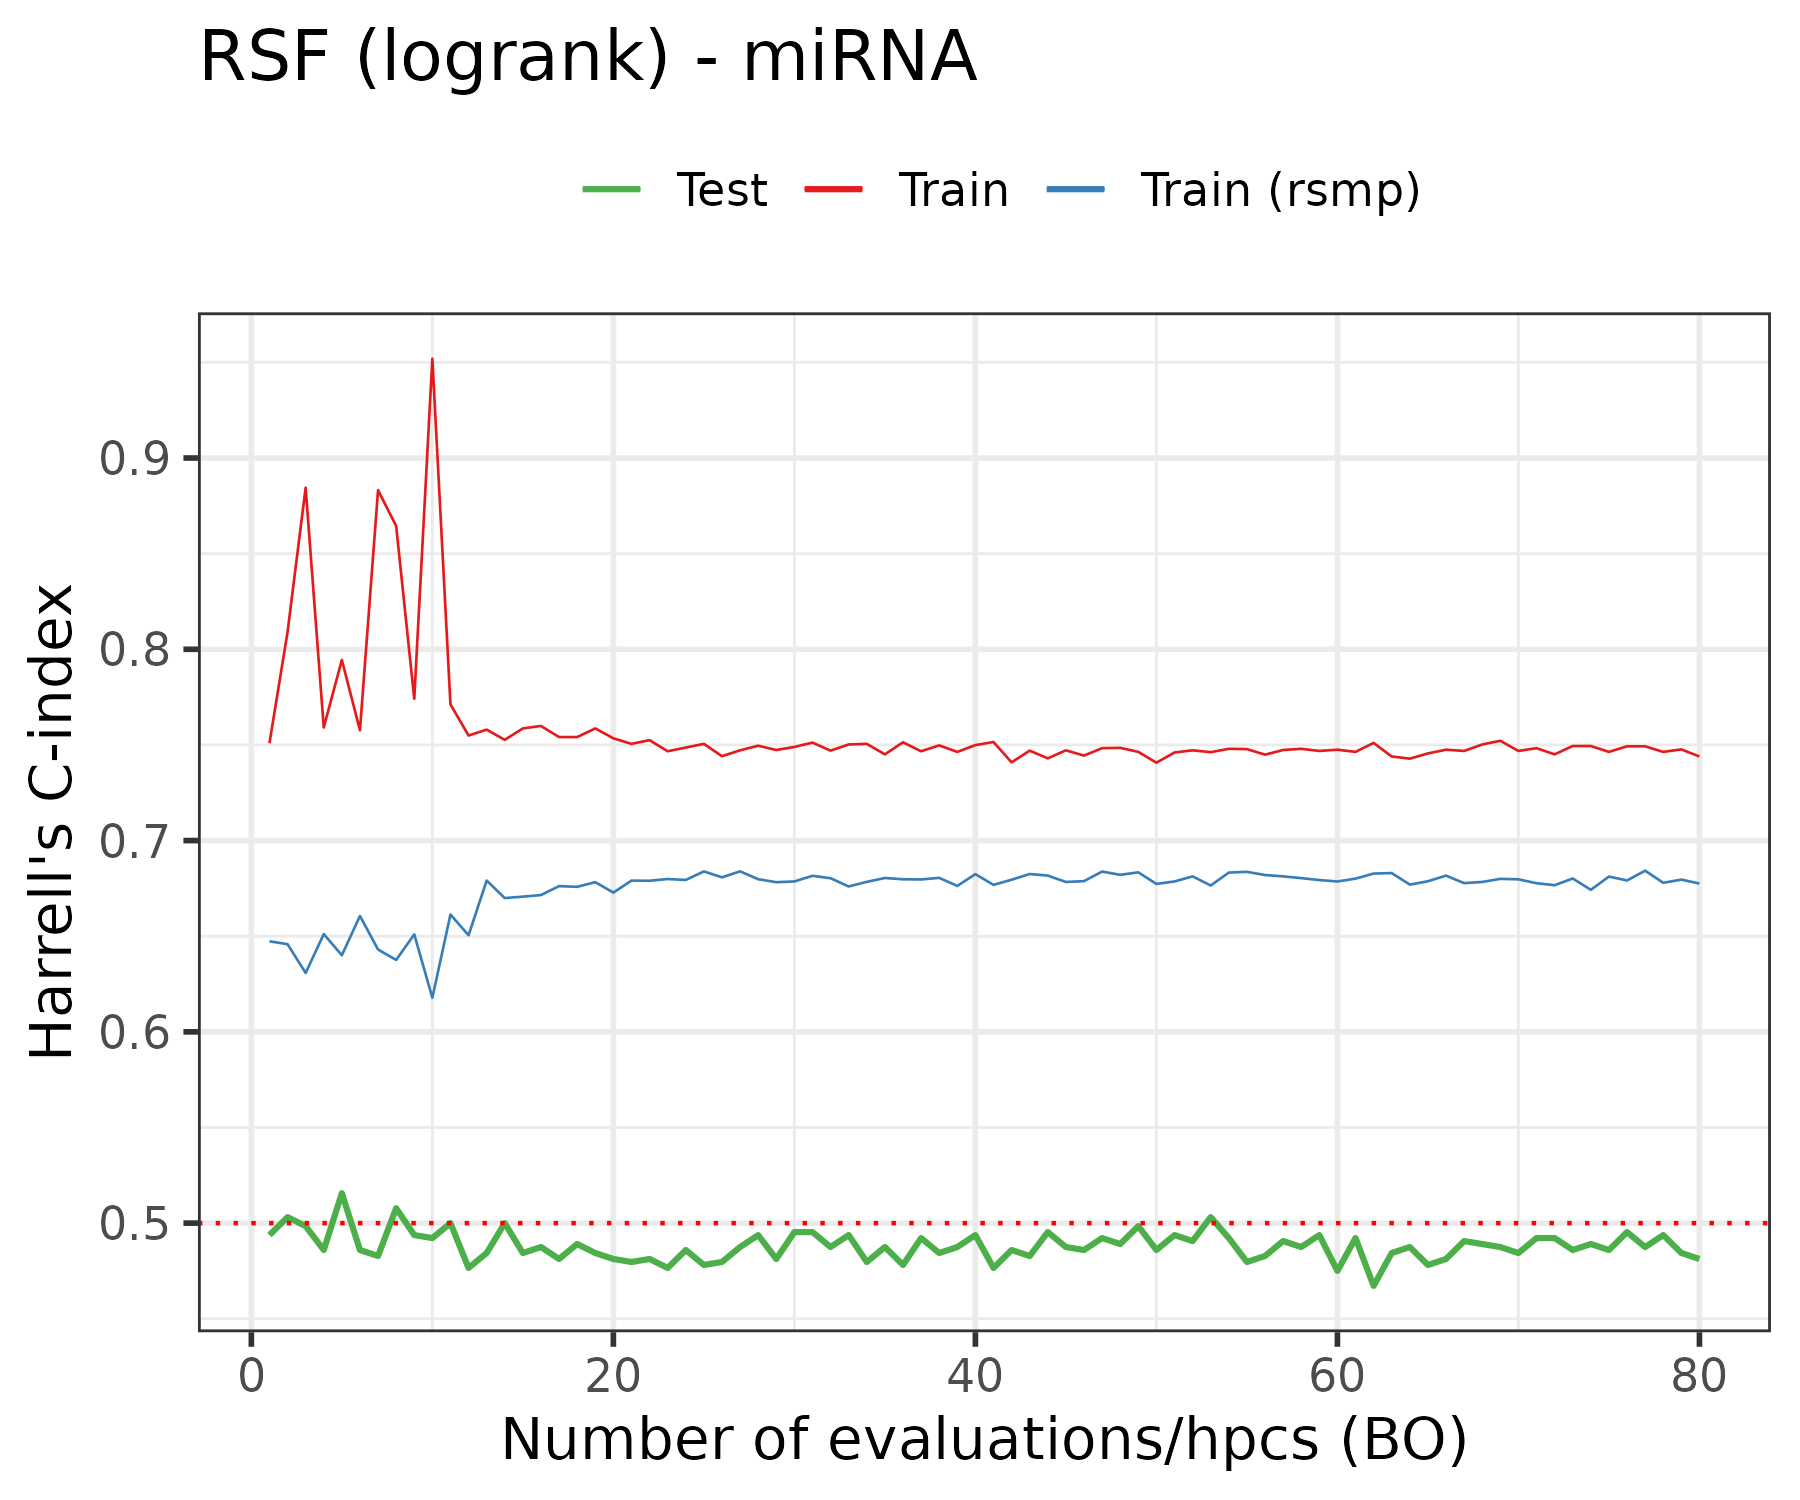 RSF (logrank) - miRNA
Test Train Train (rsmp)
Harrell's C-index
0.9
0.8
0.7
0.6
0.5
0 20 40 60 80
Number of evaluations/hpcs (BO)